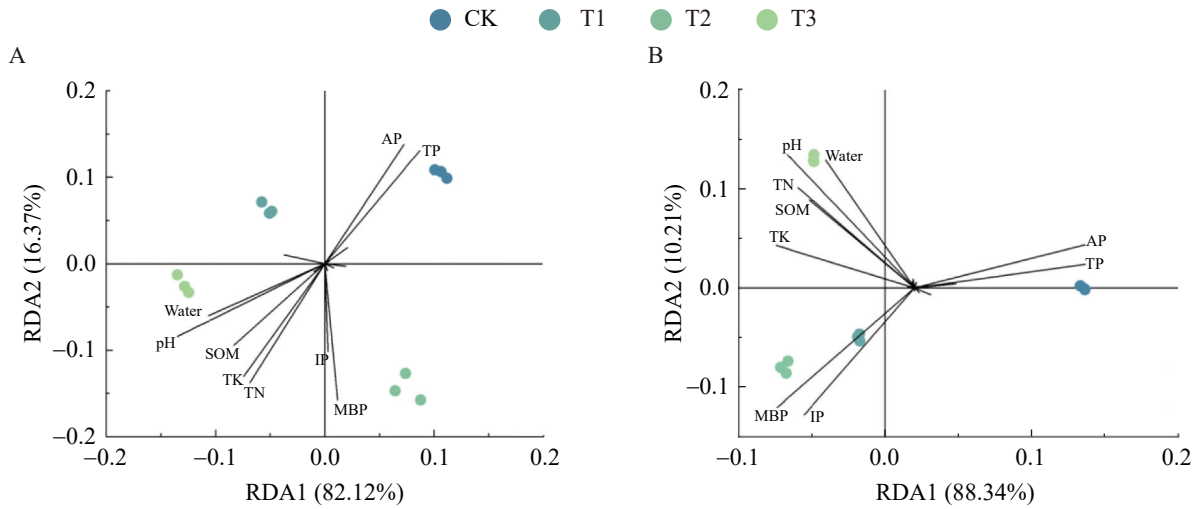 CK T1 T2 T3
A
0.2
0.1
0.0
−0.1
−0.2
−0.2 −0.1 0.0 0.1 0.2
RDA2 (16.37%)
RDA1 (82.12%)
AP
TP
Water
pH
SOM
TK
TN
IP
MBP
B
0.2
0.1
0.0
−0.1
−0.1 0.0 0.1 0.2
RDA2 (10.21%)
RDA1 (88.34%)
pH
Water
TN
SOM
TK
AP
TP
MBP
IP